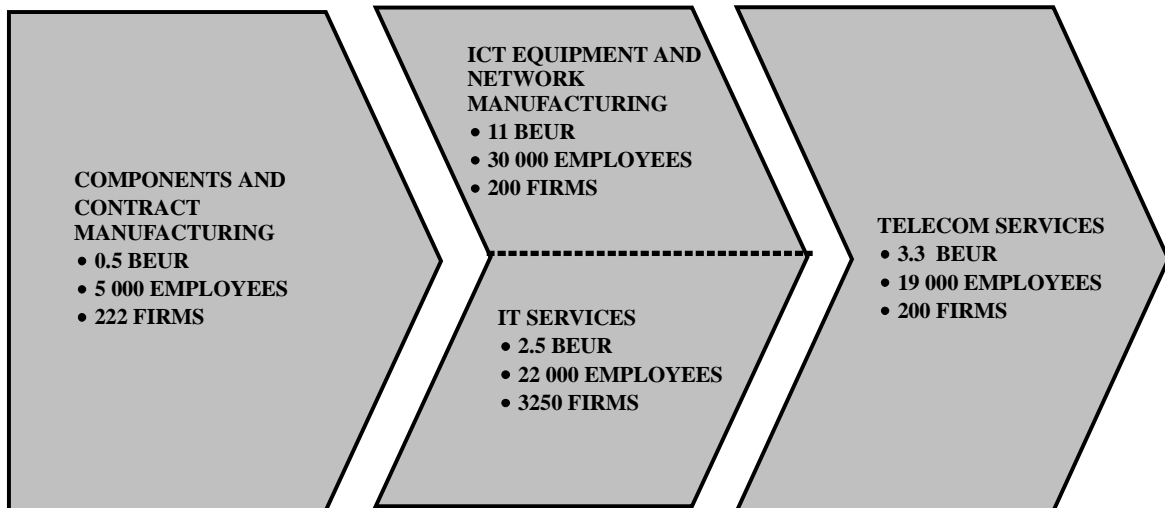 COMPONENTS AND
CONTRACT
MANUFACTURING
• 0.5 BEUR
• 5 000 EMPLOYEES
• 222 FIRMS
ICT EQUIPMENT AND
NETWORK
MANUFACTURING
• 11 BEUR
• 30 000 EMPLOYEES
• 200 FIRMS
IT SERVICES
• 2.5 BEUR
• 22 000 EMPLOYEES
• 3250 FIRMS
TELECOM SERVICES
• 3.3 BEUR
• 19 000 EMPLOYEES
• 200 FIRMS